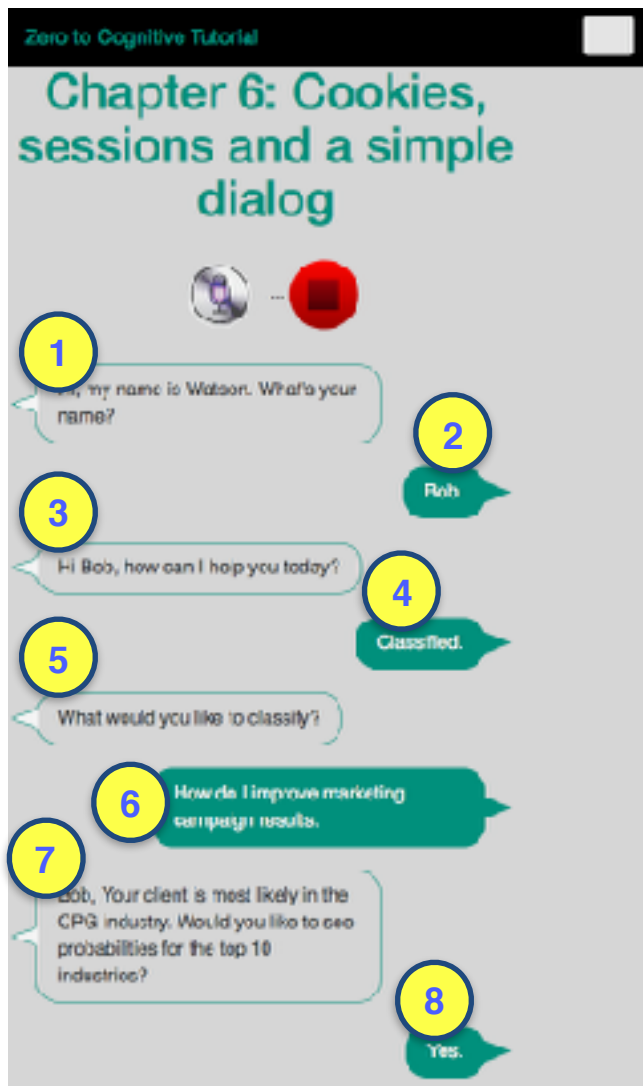 Zero to Cognitive Tutorial
Chapter 6: Cookies,
sessions and a simple
dialog
...
1
my name is Watson. What's your
name?
2
Bob
3
Hi Bob, how can I help you today?
4
Classified.
5
What would you like to classify?
6
How do I improve marketing
campaign results.
7
Bob, Your client is most likely in the
CPG industry. Would you like to see
probabilities for the top 10
industries?
8
Yes.